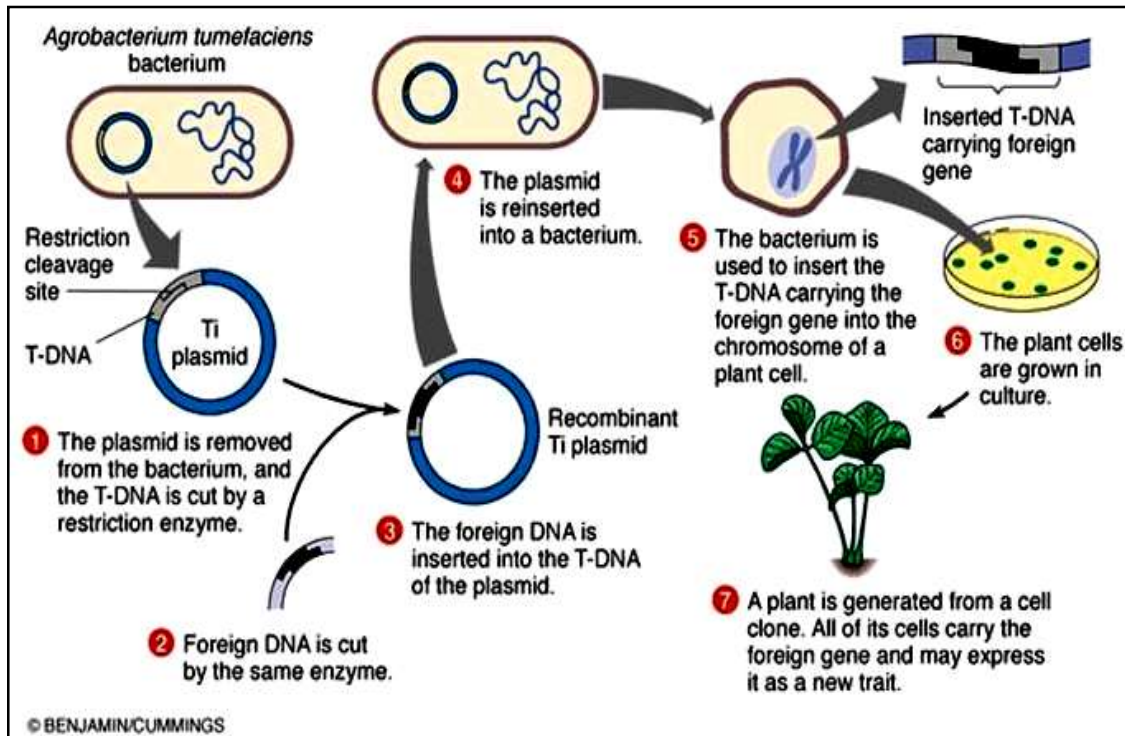 Agrobacterium tumefaciens
bacterium
Restriction
cleavage
site
T-DNA
Ti
plasmid
1 The plasmid is removed
from the bacterium, and
the T-DNA is cut by a
restriction enzyme.
2 Foreign DNA is cut
by the same enzyme.
Recombinant
Ti plasmid
3 The foreign DNA is
inserted into the T-DNA
of the plasmid.
4 The plasmid
is reinserted
into a bacterium.
5 The bacterium is
used to insert the
T-DNA carrying the
foreign gene into the
chromosome of a
plant cell.
Inserted T-DNA
carrying foreign
gene
6 The plant cells
are grown in
culture.
7 A plant is generated from a cell
clone. All of its cells carry the
foreign gene and may express
it as a new trait.
© BENJAMIN/CUMMINGS